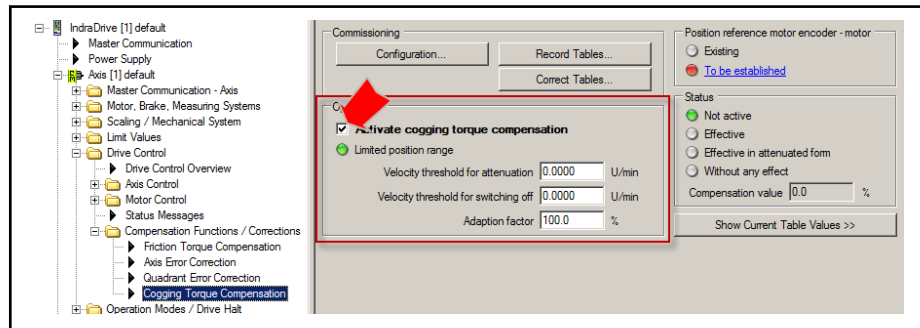 IndraDrive [1] default
Master Communication
Power Supply
Axis [1] default
Master Communication - Axis
Motor, Brake, Measuring Systems
Scaling / Mechanical System
Limit Values
Drive Control
Drive Control Overview
Axis Control
Motor Control
Status Messages
Compensation Functions / Corrections
Friction Torque Compensation
Axis Error Correction
Quadrant Error Correction
Cogging Torque Compensation
Operation Modes / Drive Halt
Commissioning
Configuration...
Record Tables...
Correct Tables...
Activate cogging torque compensation
Limited position range
Velocity threshold for attenuation 0.0000 U/min
Velocity threshold for switching off 0.0000 U/min
Adaption factor 100.0 %
Position reference motor encoder - motor
Existing
To be established
Status
Not active
Effective
Effective in attenuated form
Without any effect
Compensation value 0.0 %
Show Current Table Values >>